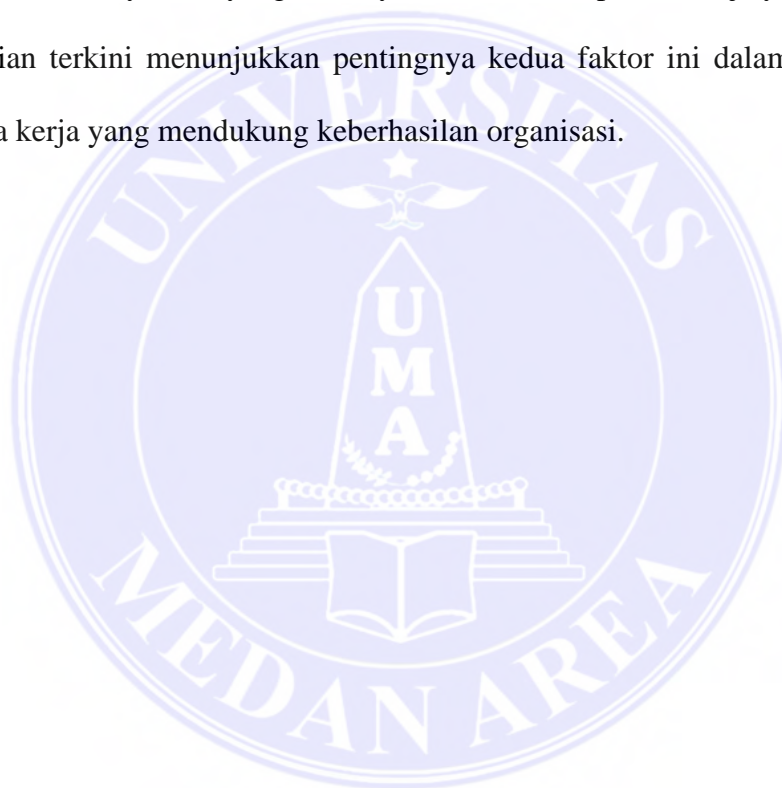 ian terkini menunjukkan pentingnya kedua faktor ini dalam
a kerja yang mendukung keberhasilan organisasi.
UNIVERSITAS
U
M
A
MEDAN AREA